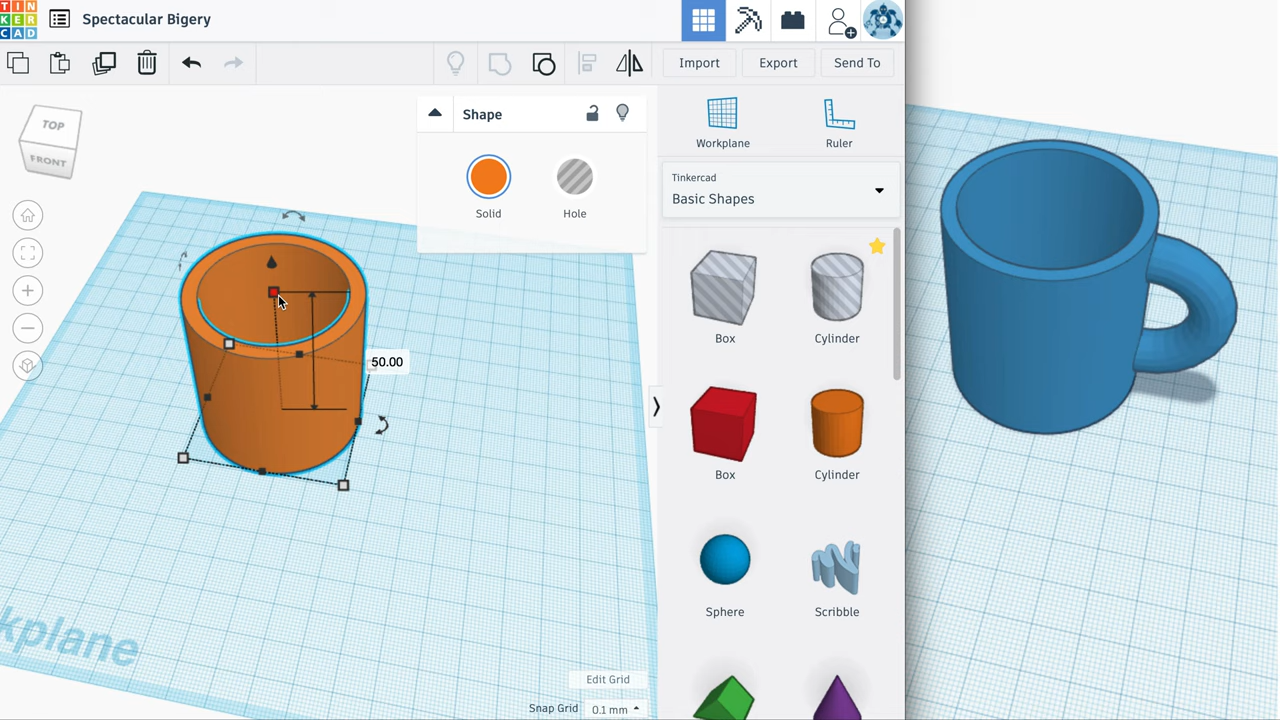 TIN
KER
CAD
Spectacular Bigery
Import
Export
Send To
TOP
FRONT
Shape
Solid
Hole
Workplane
Ruler
Tinkercad
Basic Shapes
Box
Cylinder
50.00
Box
Cylinder
Sphere
Scribble
kplane
Edit Grid
Snap Grid
0.1 mm